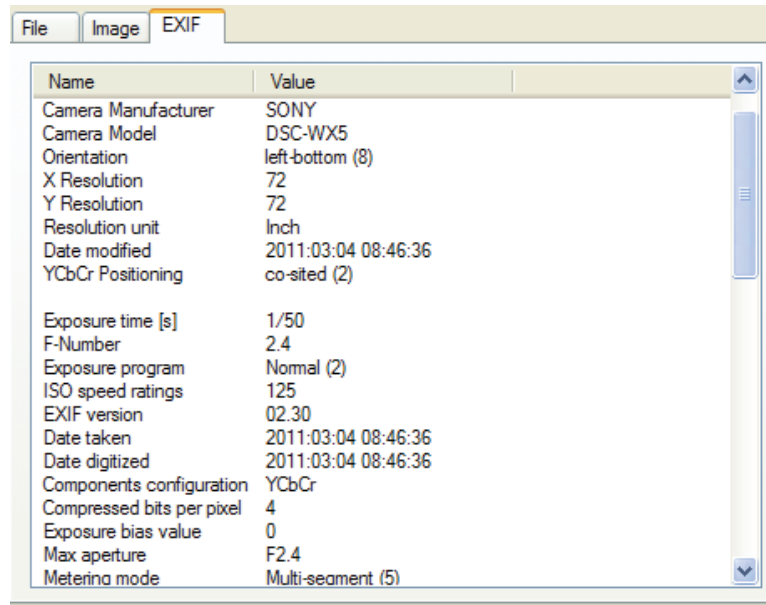 File Image EXIF
Name Value
Camera Manufacturer SONY
Camera Model DSC-WX5
Orientation left-bottom (8)
X Resolution 72
Y Resolution 72
Resolution unit Inch
Date modified 2011:03:04 08:46:36
YCbCr Positioning co-sited (2)
Exposure time [s] 1/50
F-Number 2.4
Exposure program Normal (2)
ISO speed ratings 125
EXIF version 02.30
Date taken 2011:03:04 08:46:36
Date digitized 2011:03:04 08:46:36
Components configuration YCbCr
Compressed bits per pixel 4
Exposure bias value 0
Max aperture F2.4
Metering mode Multi-segment (5)